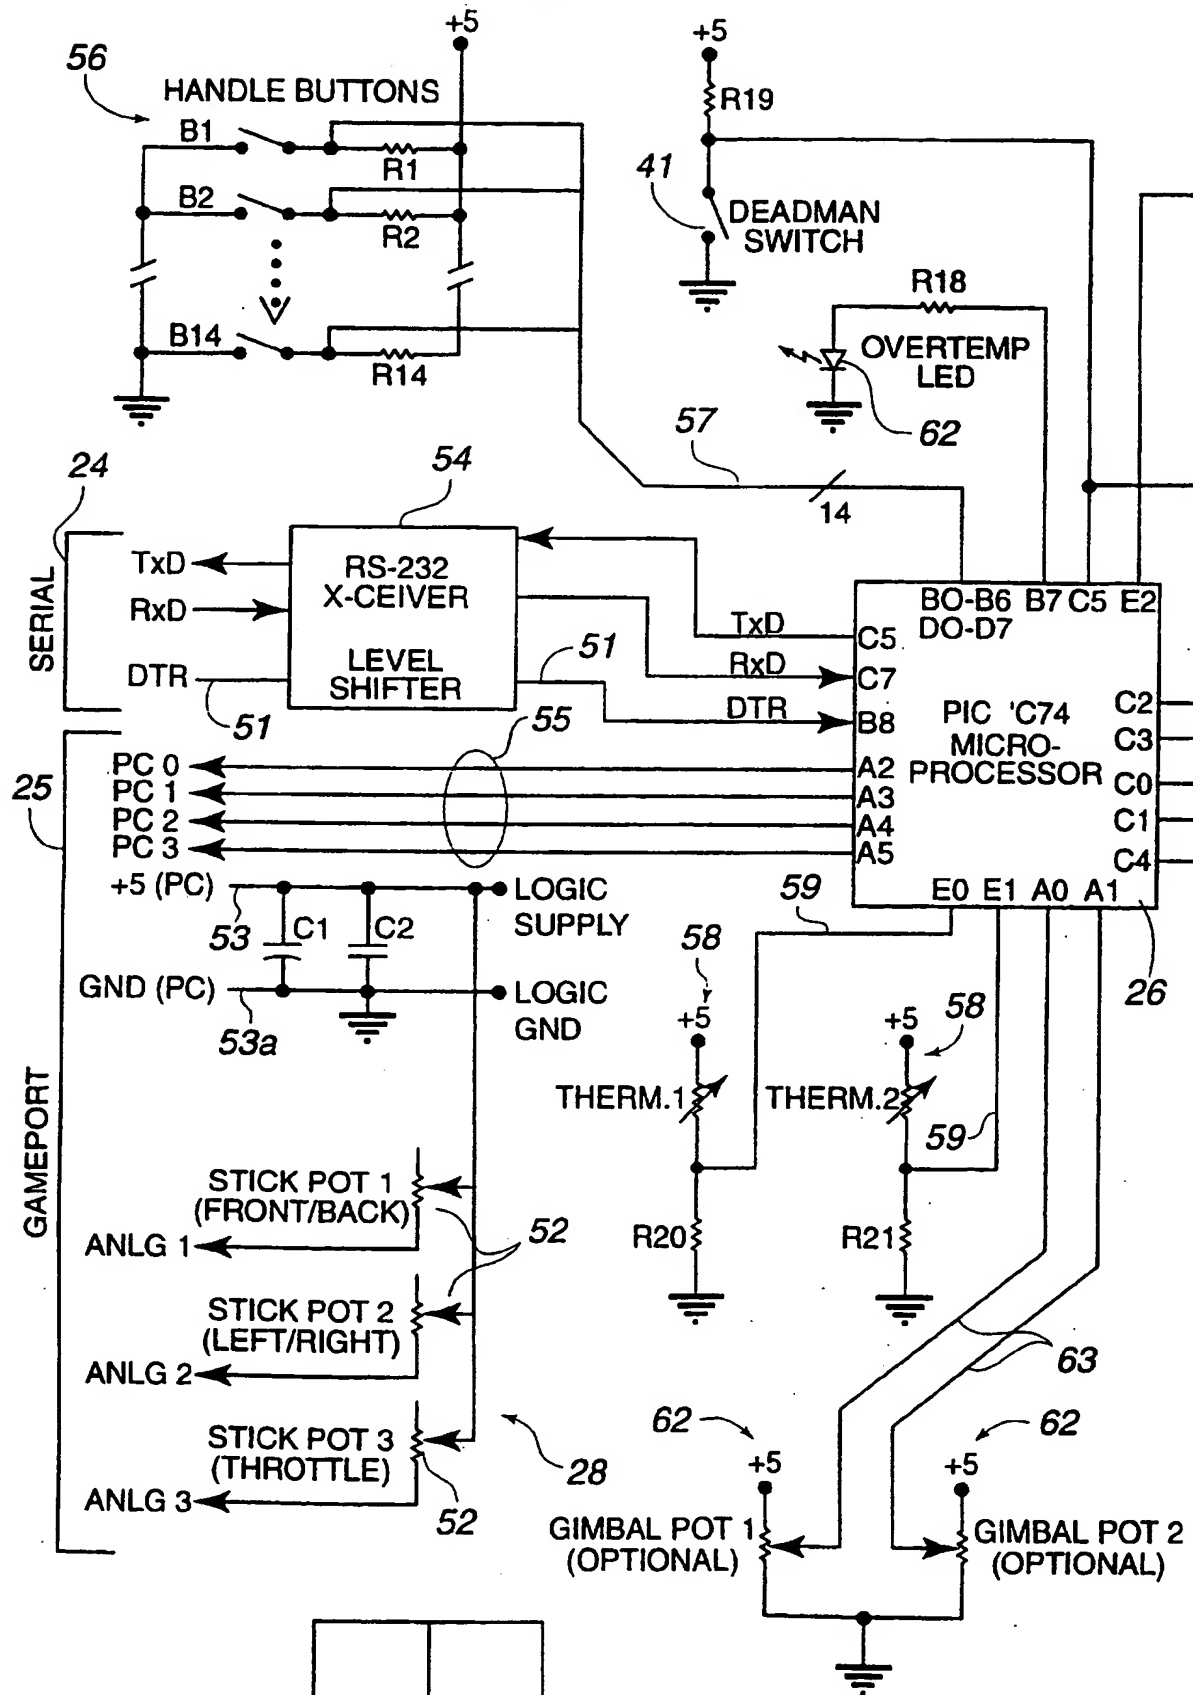 +5
+5
56
HANDLE BUTTONS
R19
B1
R1
41
B2
R2
DEADMAN
SWITCH
R18
B14
R14
OVERTEMP
LED
62
57
14
24
54
SERIAL
TxD
RxD
DTR
51
RS-232
X-CEIVER
LEVEL
SHIFTER
51
TxD
RxD
DTR
BO-B6
DO-D7
B7
C5
E2
C5
C7
B8
A2
A3
A4
A5
PIC 'C74
MICRO-
PROCESSOR
C2
C3
C0
C1
C4
E0
E1
A0
A1
26
55
25
GAMEPORT
PC 0
PC 1
PC 2
PC 3
+5 (PC)
53
C1
C2
LOGIC
SUPPLY
GND (PC)
53a
LOGIC
GND
59
58
+5
THERM.1
R20
+5
58
THERM.2
59
R21
STICK POT 1
(FRONT/BACK)
ANLG 1
52
STICK POT 2
(LEFT/RIGHT)
ANLG 2
STICK POT 3
(THROTTLE)
ANLG 3
52
28
63
62
+5
GIMBAL POT 1
(OPTIONAL)
62
+5
GIMBAL POT 2
(OPTIONAL)